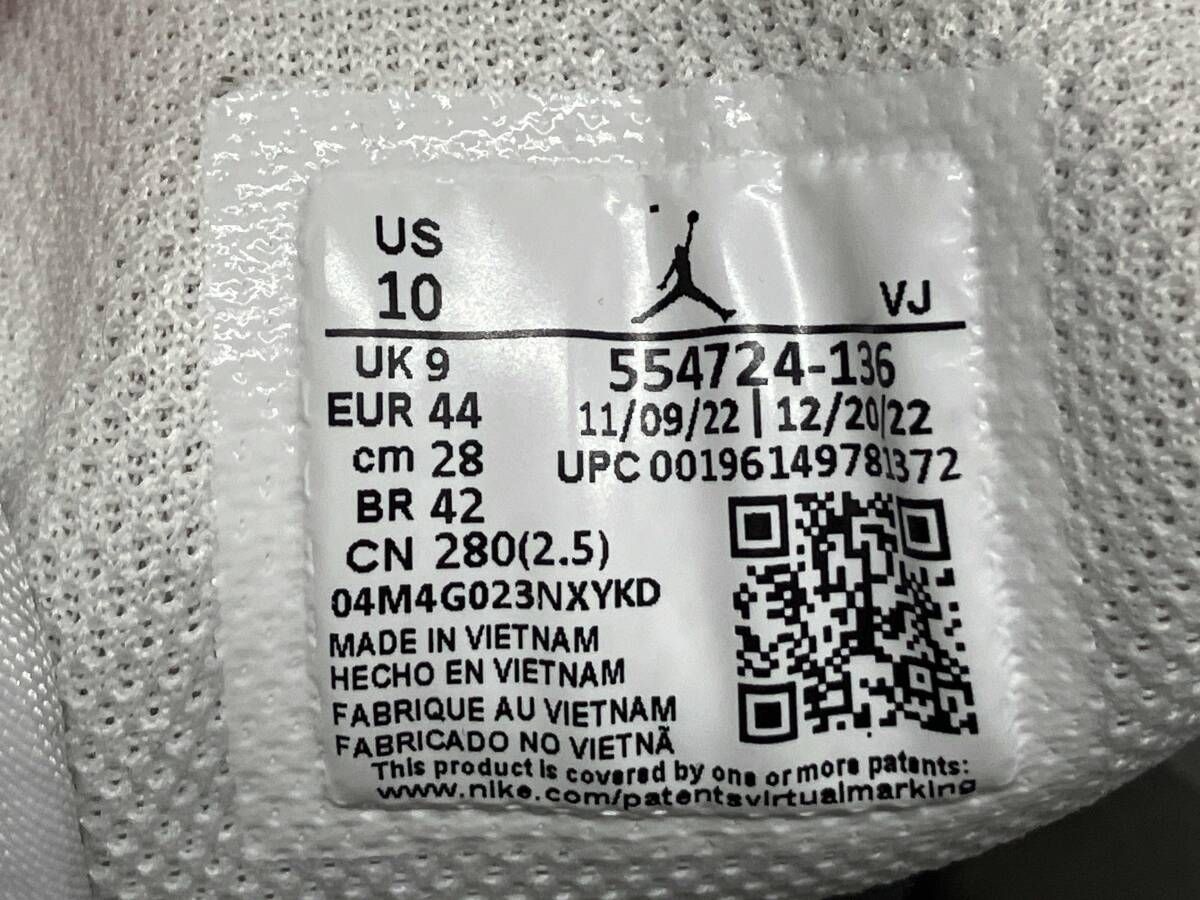 US
10
VJ
UK 9
EUR 44
cm 28
BR 42
CN 280(2.5)
554724-136
11/09/22 | 12/20/22
UPC 00196149781372
04M4G023NXYKD
MADE IN VIETNAM
HECHO EN VIETNAM
FABRIQUE AU VIETNAM
FABRICADO NO VIETNÃ
This product is covered by one or more patents:
www.nike.com/patentsvirtualmarking